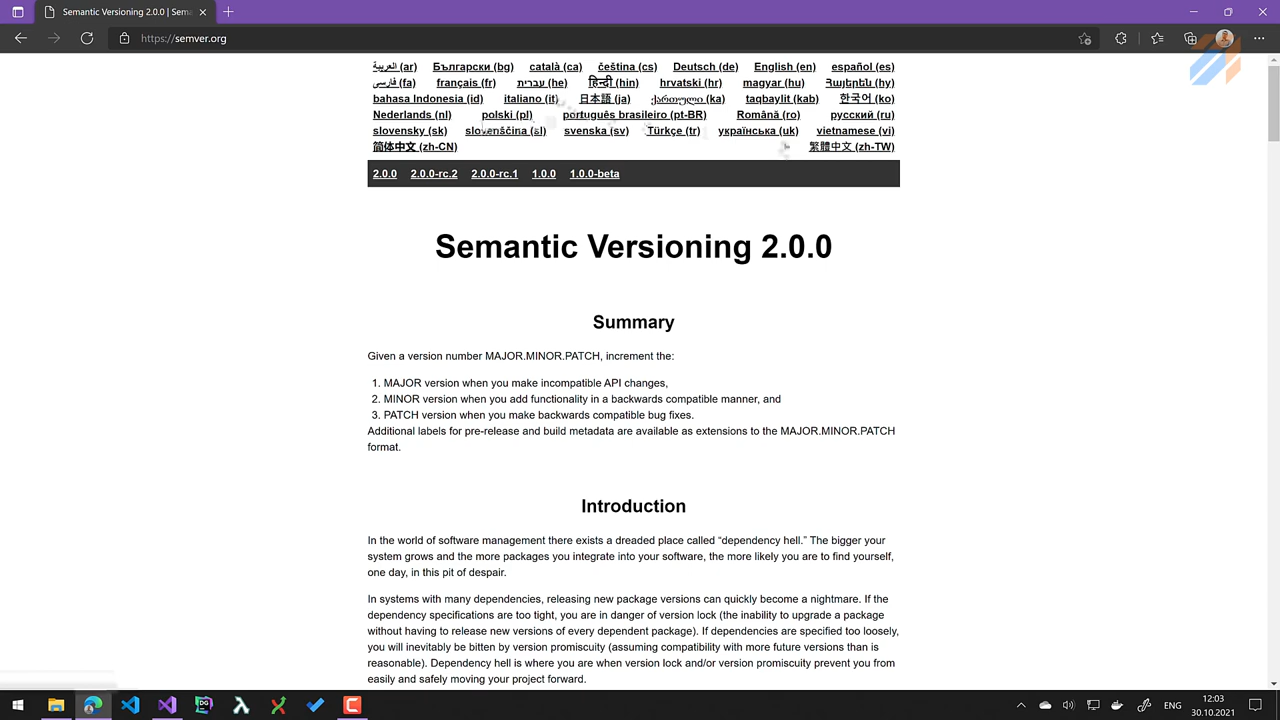 Semantic Versioning 2.0.0 | Sema
https://semver.org
العربية (ar) Български (bg) català (ca) čeština (cs) Deutsch (de) English (en) español (es)
فارسی (fa) français (fr) עברית (he) हिन्दी (hin) hrvatski (hr) magyar (hu) Հայերեն (hy)
bahasa Indonesia (id) italiano (it) 日本語 (ja) ქართული (ka) taqbaylit (kab) 한국어 (ko)
Nederlands (nl) polski (pl) português brasileiro (pt-BR) Română (ro) русский (ru)
slovensky (sk) slovenščina (sl) svenska (sv) Türkçe (tr) українська (uk) vietnamese (vi)
简体中文 (zh-CN) 繁體中文 (zh-TW)
2.0.0 2.0.0-rc.2 2.0.0-rc.1 1.0.0 1.0.0-beta
Semantic Versioning 2.0.0
Summary
Given a version number MAJOR.MINOR.PATCH, increment the:
1. MAJOR version when you make incompatible API changes,
2. MINOR version when you add functionality in a backwards compatible manner, and
3. PATCH version when you make backwards compatible bug fixes.
Additional labels for pre-release and build metadata are available as extensions to the MAJOR.MINOR.PATCH
format.
Introduction
In the world of software management there exists a dreaded place called “dependency hell.” The bigger your
system grows and the more packages you integrate into your software, the more likely you are to find yourself,
one day, in this pit of despair.
In systems with many dependencies, releasing new package versions can quickly become a nightmare. If the
dependency specifications are too tight, you are in danger of version lock (the inability to upgrade a package
without having to release new versions of every dependent package). If dependencies are specified too loosely,
you will inevitably be bitten by version promiscuity (assuming compatibility with more future versions than is
reasonable). Dependency hell is where you are when version lock and/or version promiscuity prevent you from
easily and safely moving your project forward.
DG
ENG
12:03
30.10.2021